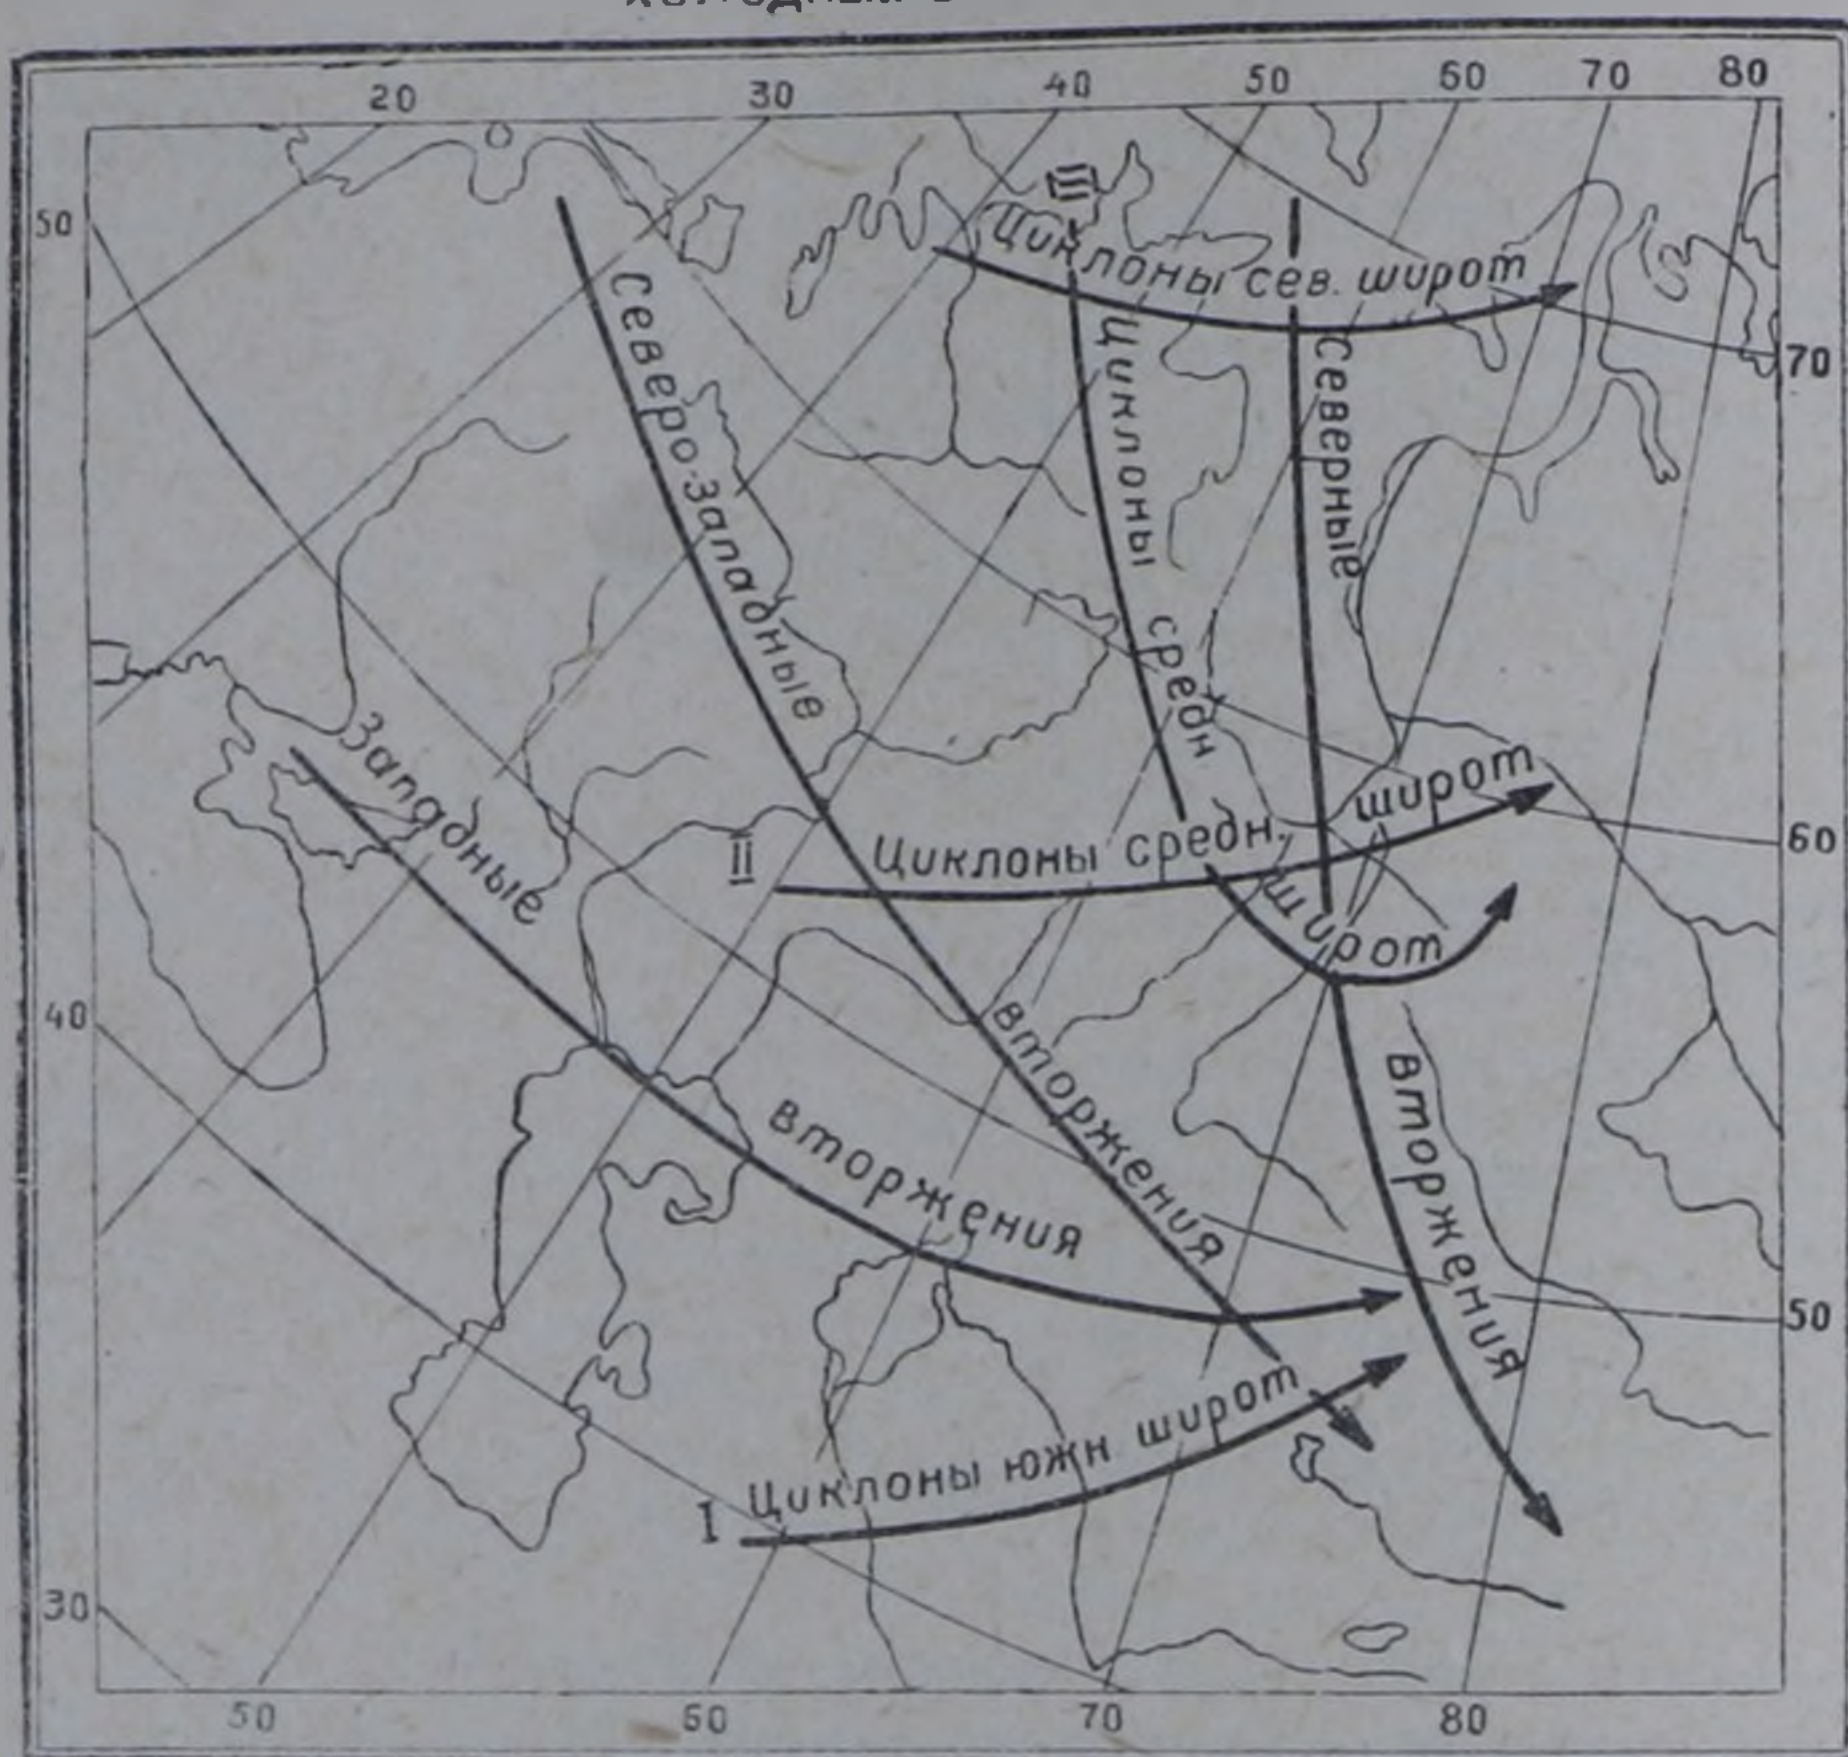 20 30 40 50 60 70 80
50
40
30
70
60
50
50 60 70 80
III
Циклоны сев. широт
Северо-Западные вторжения
Циклоны средн широт
Северные вторжения
Западные вторжения
II Циклоны средн. широт
I Циклоны южн широт